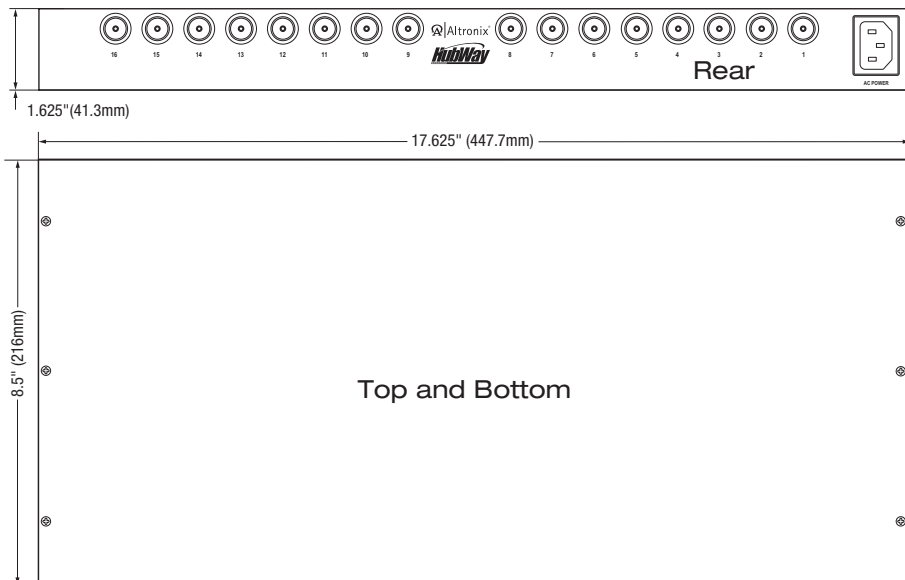 Altronix®
HubWay
16 15 14 13 12 11 10 9 8 7 6 5 4 3 2 1
Rear
AC POWER
1.625"(41.3mm)
17.625" (447.7mm)
8.5" (216mm)
Top and Bottom